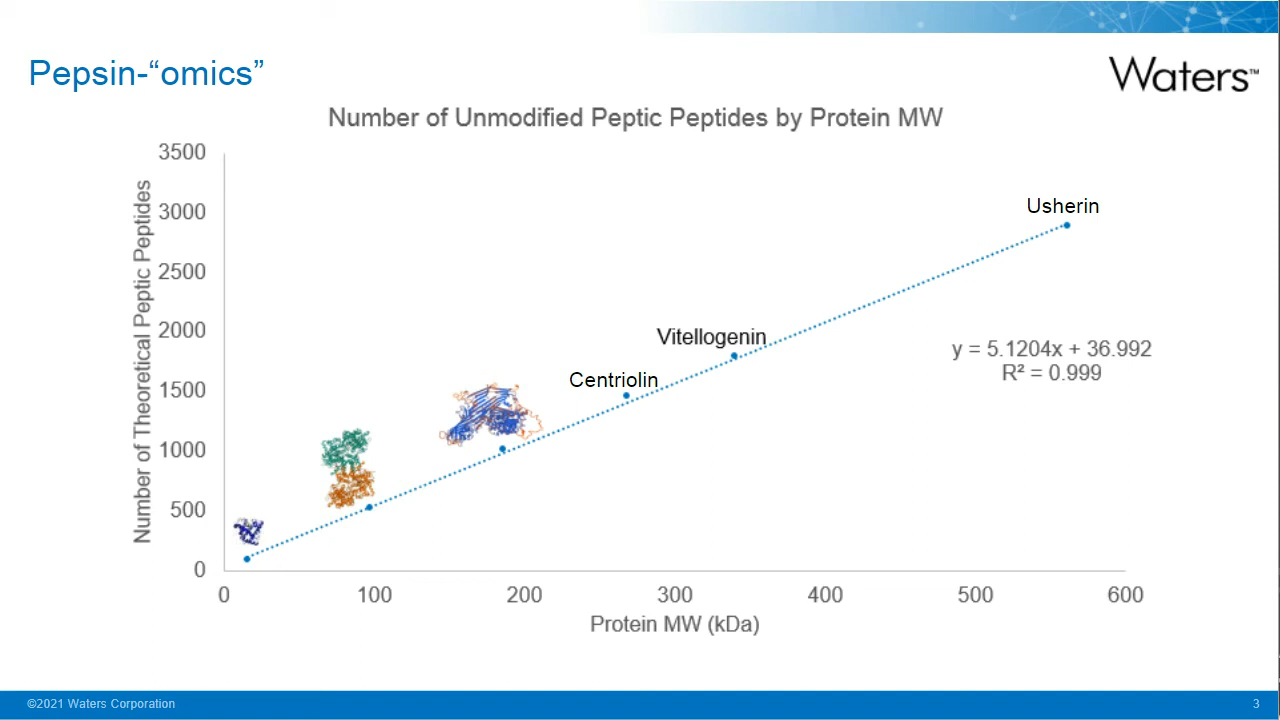 Pepsin-“omics”
Waters™
Number of Unmodified Peptic Peptides by Protein MW
Number of Theoretical Peptic Peptides
3500
3000
2500
2000
1500
1000
500
0
Usherin
Vitellogenin
Centriolin
y = 5.1204x + 36.992
R² = 0.999
0 100 200 300 400 500 600
Protein MW (kDa)
©2021 Waters Corporation
3